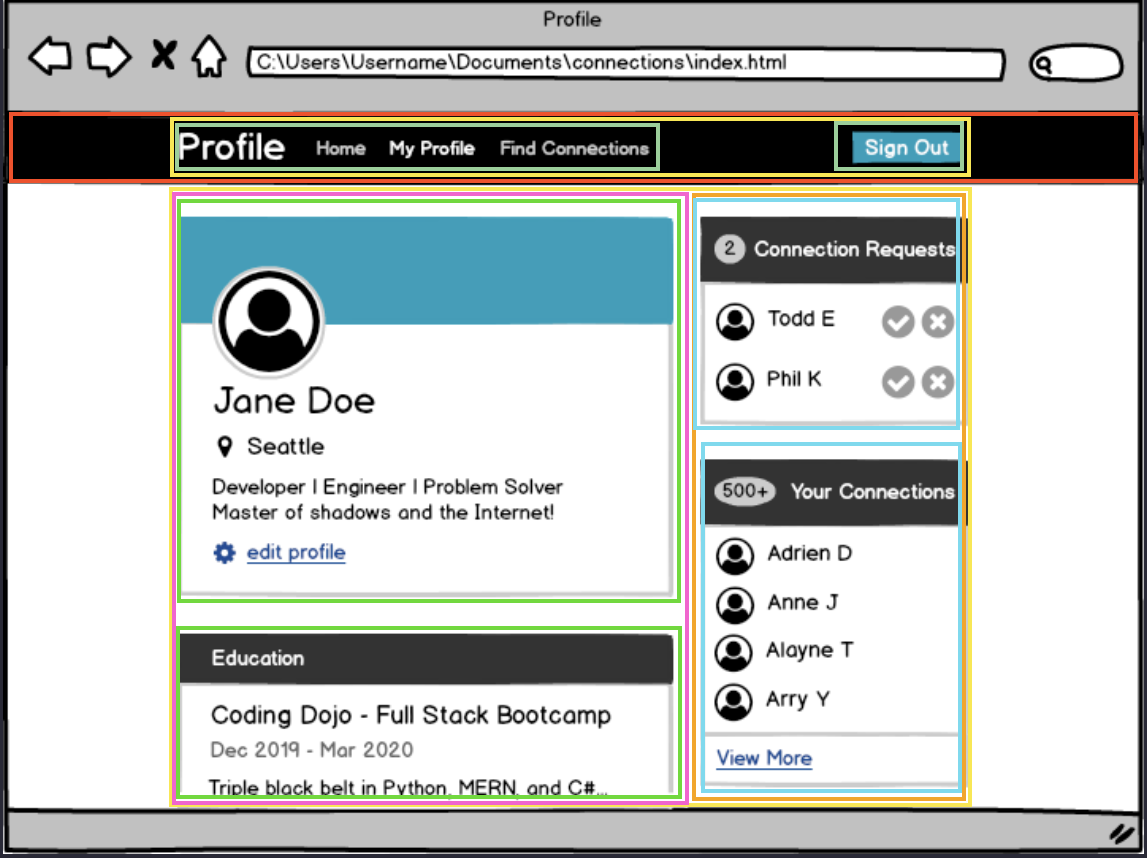 Profile
C:\Users\Username\Documents\connections\index.html
Profile Home My Profile Find Connections Sign Out
Jane Doe
Seattle
Developer | Engineer | Problem Solver
Master of shadows and the Internet!
edit profile
Education
Coding Dojo - Full Stack Bootcamp
Dec 2019 - Mar 2020
Triple black belt in Python, MERN, and C#...
2 Connection Requests
Todd E
Phil K
500+ Your Connections
Adrien D
Anne J
Alayne T
Arry Y
View More